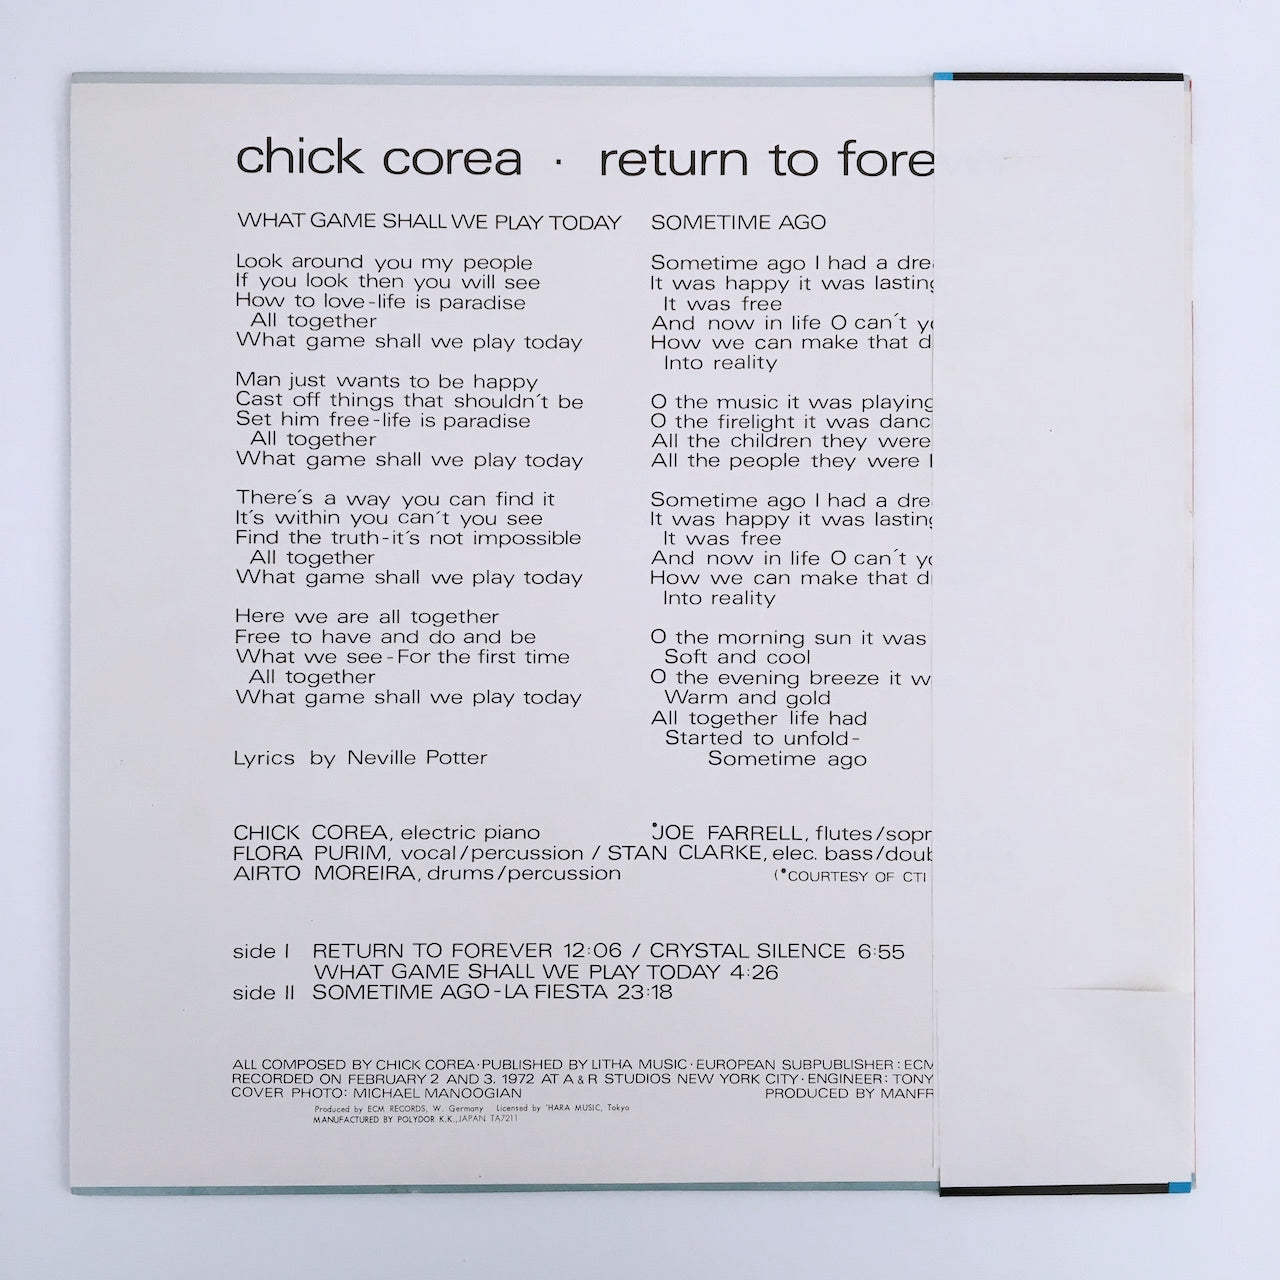 chick corea · return to fore
WHAT GAME SHALL WE PLAY TODAY
Look around you my people
If you look then you will see
How to love-life is paradise
All together
What game shall we play today
Man just wants to be happy
Cast off things that shouldn´t be
Set him free-life is paradise
All together
What game shall we play today
There´s a way you can find it
It´s within you can´t you see
Find the truth-it´s not impossible
All together
What game shall we play today
Here we are all together
Free to have and do and be
What we see-For the first time
All together
What game shall we play today
Lyrics by Neville Potter
SOMETIME AGO
Sometime ago I had a dre
It was happy it was lasting
It was free
And now in life O can´t yo
How we can make that d
Into reality
O the music it was playing
O the firelight it was danc
All the children they were
All the people they were l
Sometime ago I had a dre
It was happy it was lasting
It was free
And now in life O can´t yo
How we can make that d
Into reality
O the morning sun it was
Soft and cool
O the evening breeze it w
Warm and gold
All together life had
Started to unfold-
Sometime ago
CHICK COREA, electric piano •JOE FARRELL, flutes/sopr
FLORA PURIM, vocal/percussion / STAN CLARKE, elec. bass/doub
AIRTO MOREIRA, drums/percussion (•COURTESY OF CTI
side I RETURN TO FOREVER 12:06 / CRYSTAL SILENCE 6:55
WHAT GAME SHALL WE PLAY TODAY 4:26
side II SOMETIME AGO-LA FIESTA 23:18
ALL COMPOSED BY CHICK COREA·PUBLISHED BY LITHA MUSIC·EUROPEAN SUBPUBLISHER: ECM
RECORDED ON FEBRUARY 2 AND 3. 1972 AT A & R STUDIOS NEW YORK CITY·ENGINEER: TONY
COVER PHOTO: MICHAEL MANOOGIAN PRODUCED BY MANFR
Produced by ECM RECORDS, W. Germany Licensed by 'HARA MUSIC, Tokyo
MANUFACTURED BY POLYDOR K.K., JAPAN TA7211